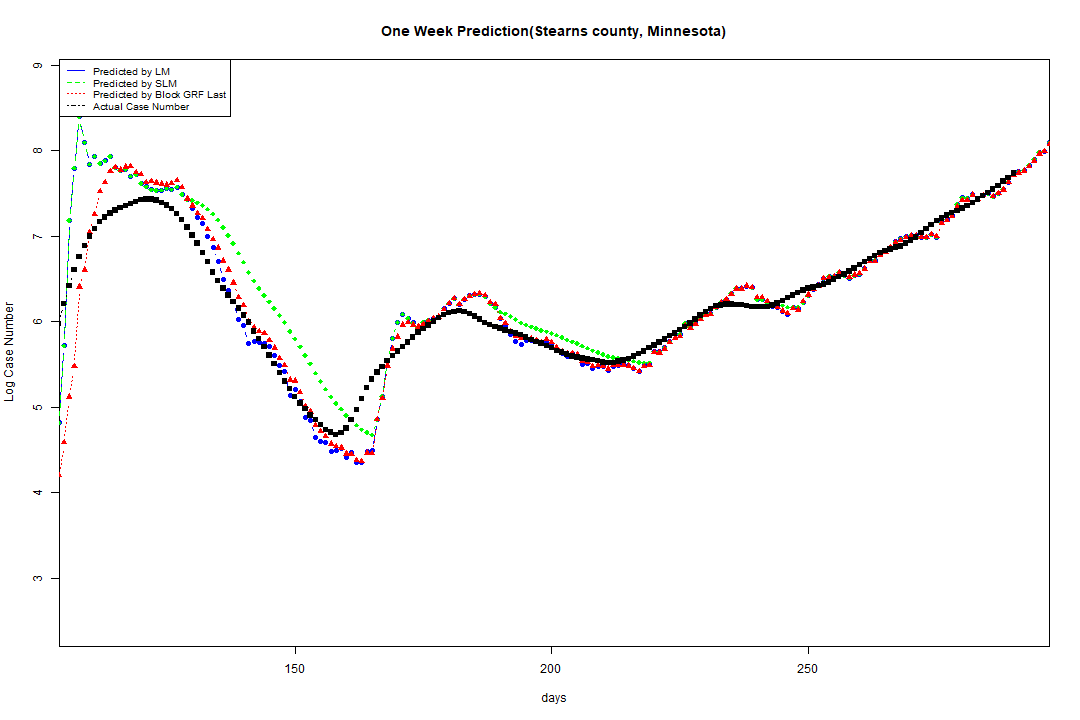 One Week Prediction(Stearns county, Minnesota)
Predicted by LM
Predicted by SLM
Predicted by Block GRF Last
Actual Case Number
Log Case Number
9
8
7
6
5
4
3
150 200 250
days